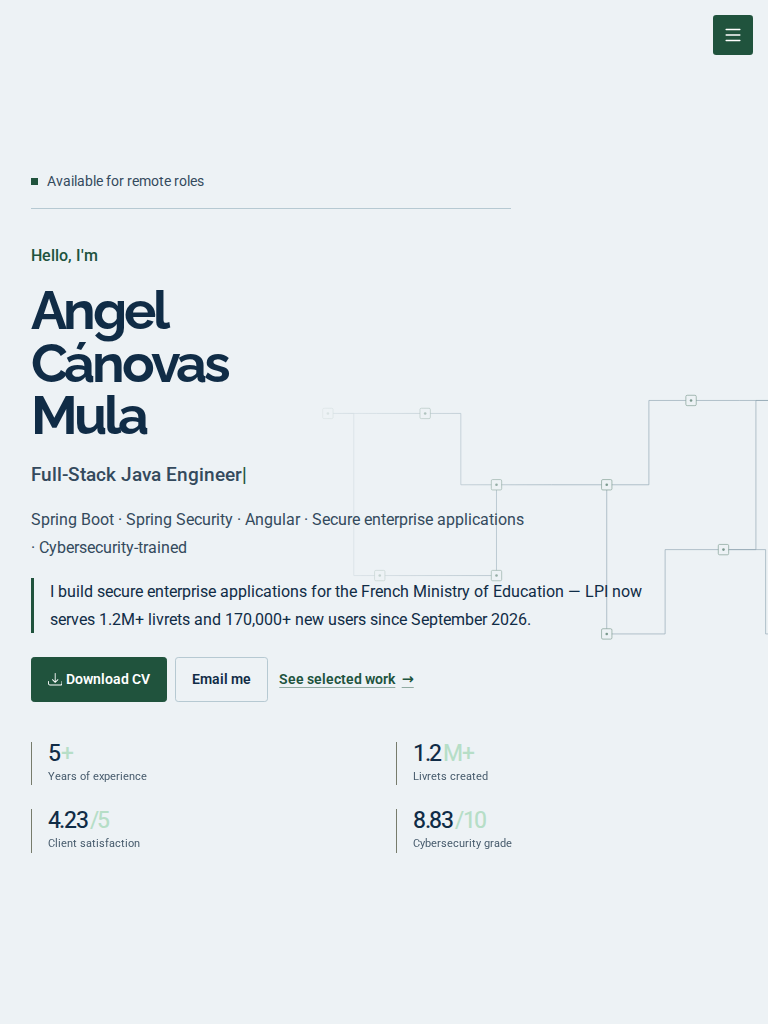 Available for remote roles
Hello, I'm
Angel
Cánovas
Mula
Full-Stack Java Engineer|
Spring Boot · Spring Security · Angular · Secure enterprise applications
· Cybersecurity-trained
I build secure enterprise applications for the French Ministry of Education — LPI now
serves 1.2M+ livrets and 170,000+ new users since September 2026.
Download CV
Email me
See selected work →
5+
Years of experience
1.2M+
Livrets created
4.23/5
Client satisfaction
8.83/10
Cybersecurity grade